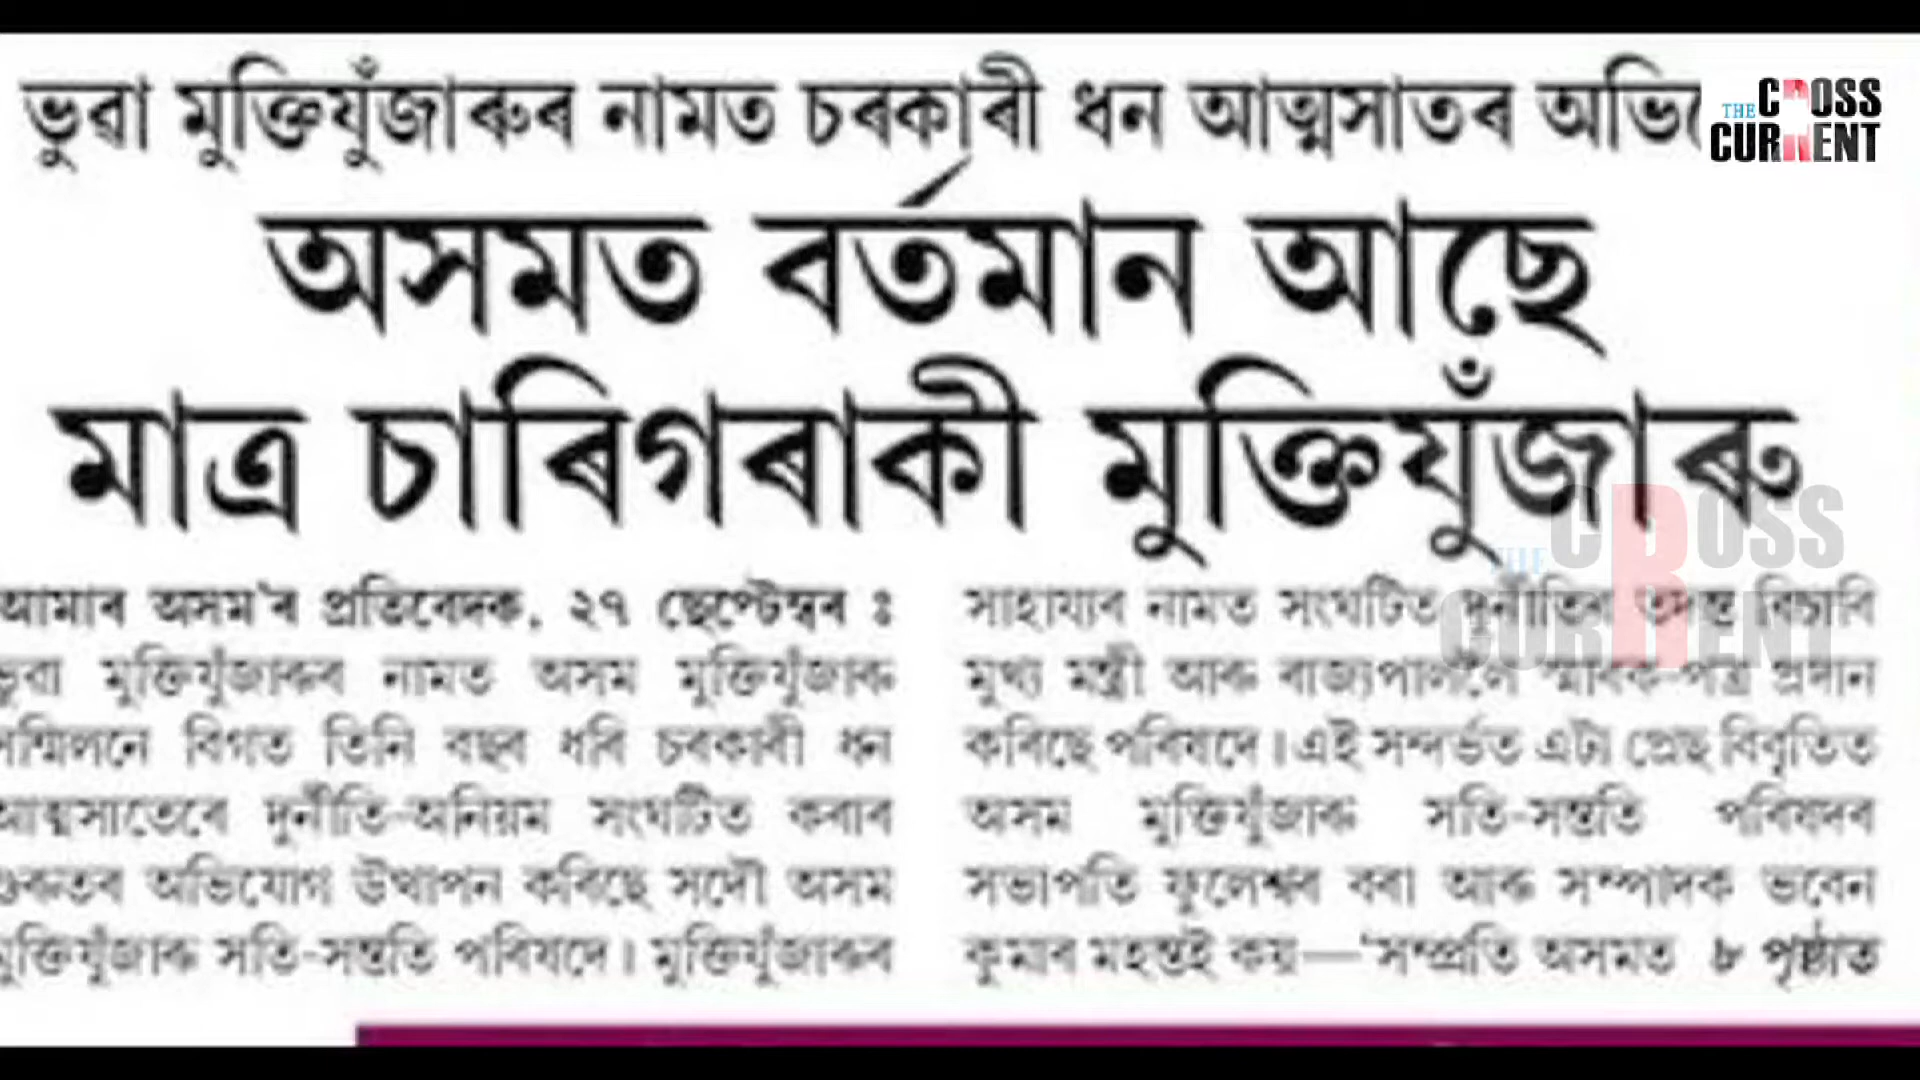 ভুৱা মুক্তিযুঁজাৰুৰ নামত চৰকাৰী ধন আত্মসাতৰ
THE CROSS CURRENT
অসমত বৰ্তমান আছে
মাত্ৰ চাৰিগৰাকী মুক্তিযুঁজাৰু
আমাৰ অসম'ৰ প্ৰতিবেদক, ২৭ ছেপ্টেম্বৰ ঃ
ভুৱা মুক্তিযুঁজাৰুৰ নামত অসম মুক্তিযুঁজাৰু
সন্মিলনে বিগত তিনি বছৰ ধৰি চৰকাৰী ধন
আত্মসাতেৰে দুৰ্নীতি-অনিয়ম সংঘটিত কৰাৰ
গুৰুতৰ অভিযোগ উত্থাপন কৰিছে সদৌ অসম
মুক্তিযুঁজাৰু সতি-সন্ততি পৰিষদে। মুক্তিযুঁজাৰুৰ
সাহায্যৰ নামত সংঘটিত দুৰ্নীতিৰ তদন্ত বিচাৰি
মুখ্য মন্ত্ৰী আৰু ৰাজ্যপাললৈ স্মাৰক-পত্ৰ প্ৰদান
কৰিছে পৰিষদে। এই সন্দৰ্ভত এটা প্ৰেছ বিবৃতিত
অসম মুক্তিযুঁজাৰু সতি-সন্ততি পৰিষদৰ
সভাপতি ফুলেশ্বৰ বৰা আৰু সম্পাদক ভবেন
কুমাৰ মহন্তই কয়—'সম্প্ৰতি অসমত ৮ পৃষ্ঠাত
THE CROSS CURRENT